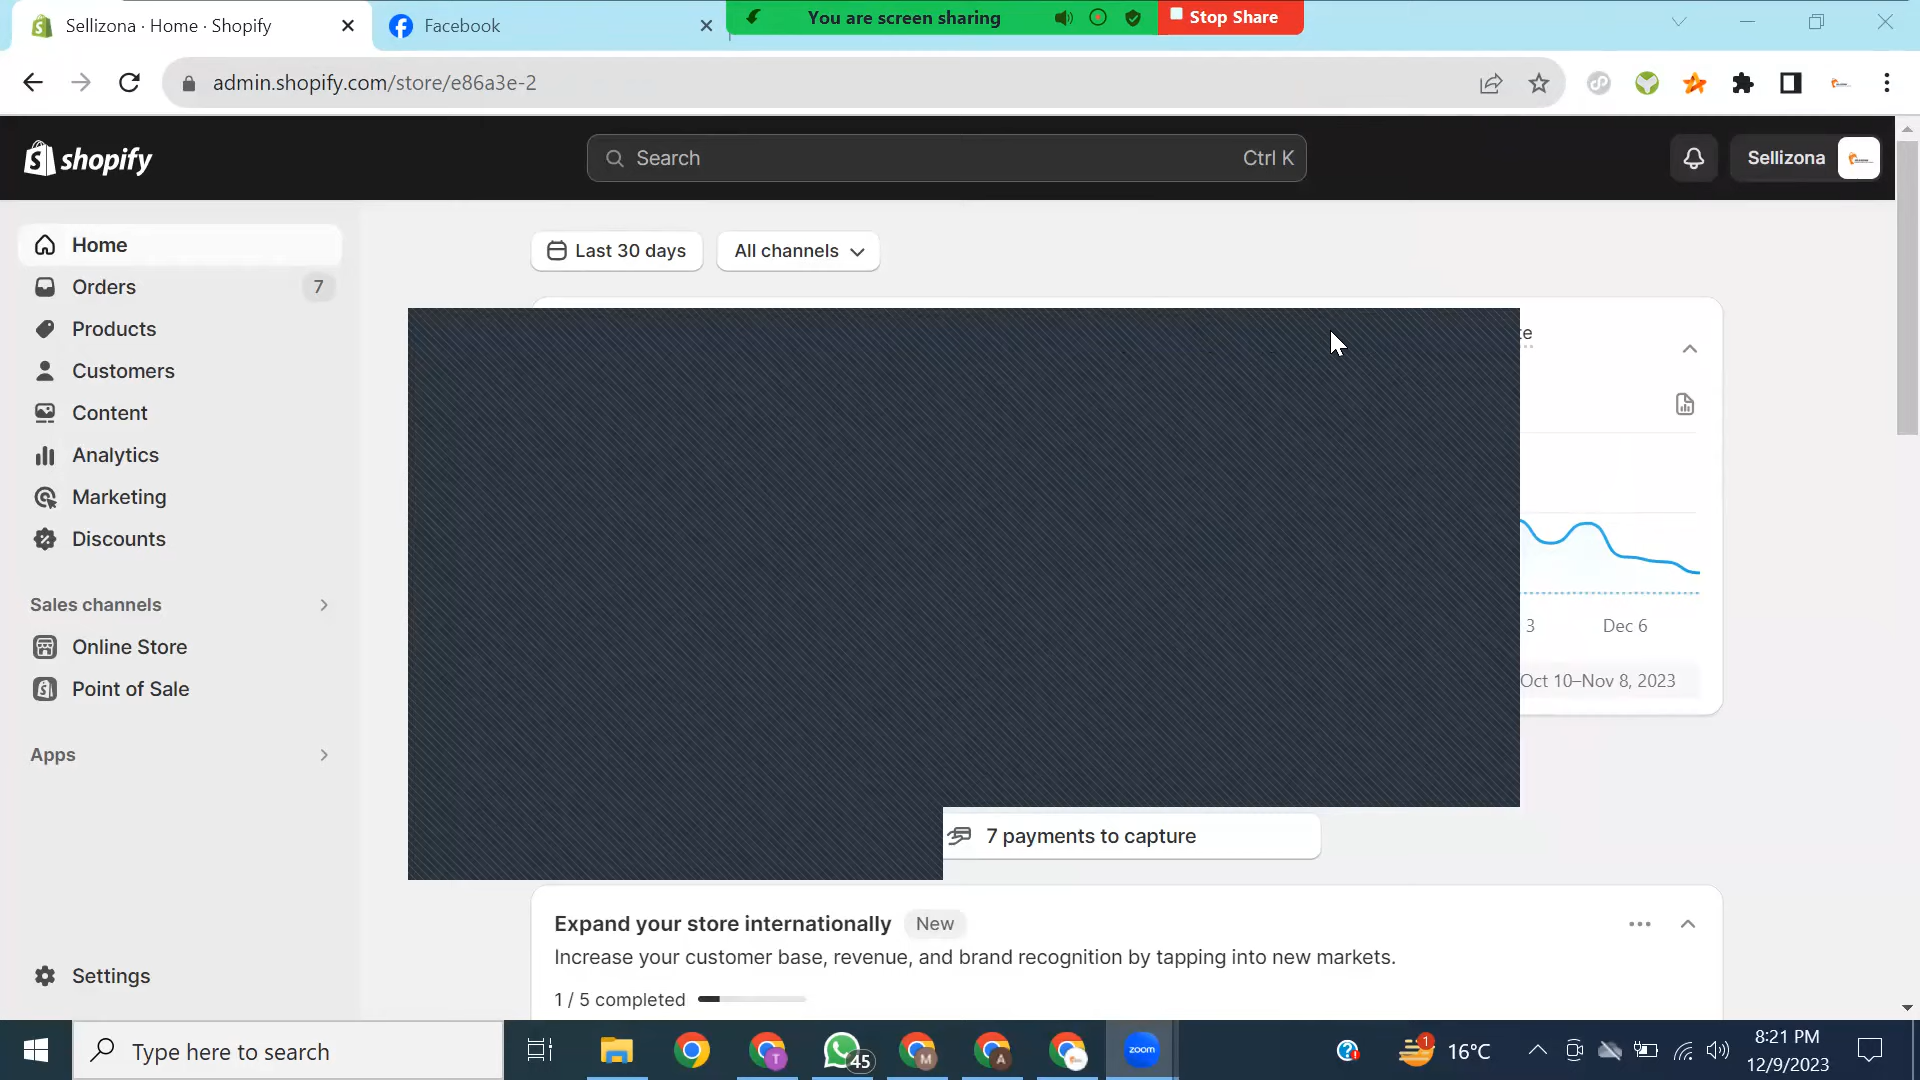 Sellizona · Home · Shopify
Facebook
You are screen sharing
Stop Share
admin.shopify.com/store/e86a3e-2
shopify
Search
Ctrl K
Sellizona
Home
Orders
7
Products
Customers
Content
Analytics
Marketing
Discounts
Sales channels
Online Store
Point of Sale
Apps
Settings
Last 30 days
All channels
te
3
Dec 6
Oct 10–Nov 8, 2023
7 payments to capture
Expand your store internationally
New
Increase your customer base, revenue, and brand recognition by tapping into new markets.
1 / 5 completed
Type here to search
T
45
M
A
zoom
1
16°C
8:21 PM
12/9/2023